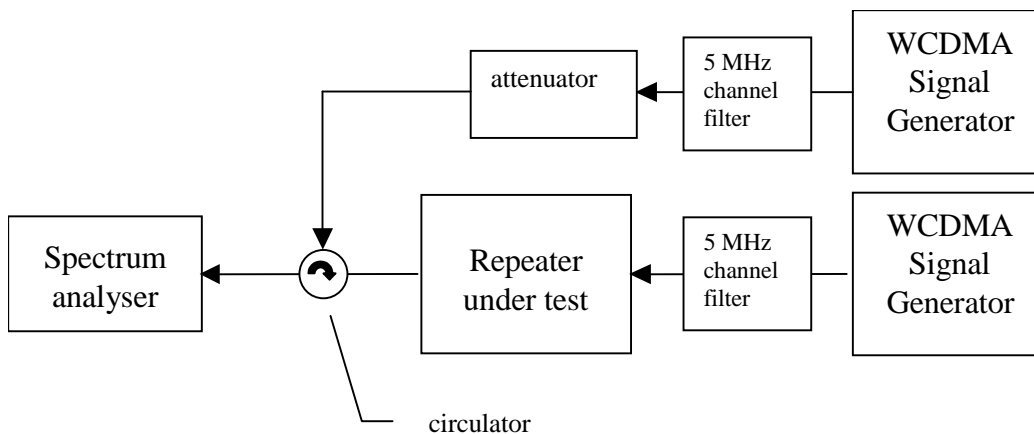 attenuator
5 MHz
channel
filter
WCDMA
Signal
Generator
Spectrum
analyser
Repeater
under test
5 MHz
channel
filter
WCDMA
Signal
Generator
circulator